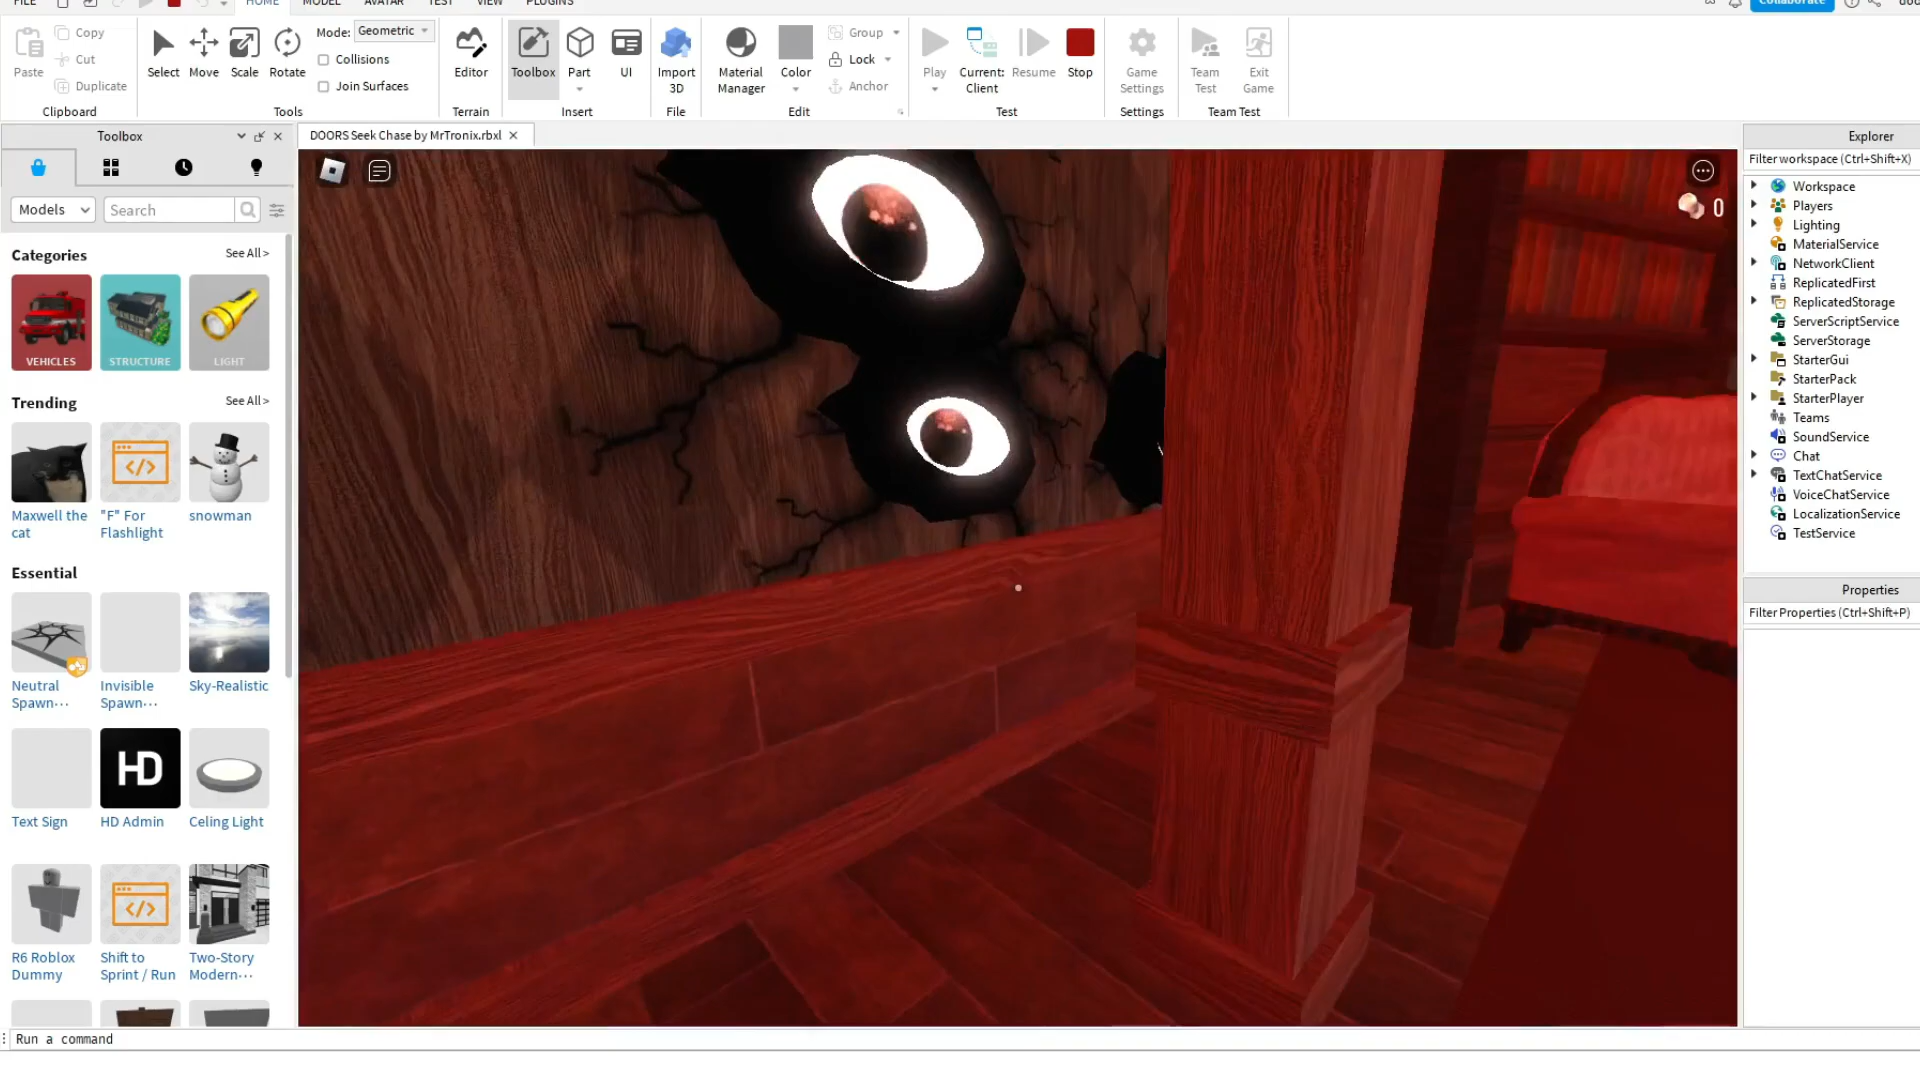 FILE
HOME
MODEL
AVATAR
TEST
VIEW
PLUGINS
Collaborate
Paste
Copy
Cut
Duplicate
Clipboard
Select
Move
Scale
Rotate
Mode:
Geometric
Collisions
Join Surfaces
Tools
Editor
Terrain
Toolbox
Part
UI
Insert
Import
3D
File
Material
Manager
Color
Group
Lock
Anchor
Edit
Play
Current:
Client
Resume
Stop
Test
Game
Settings
Settings
Team
Test
Exit
Game
Team Test
Toolbox
DOORS Seek Chase by MrTronix.rbxl
Models
Search
Categories
See All >
VEHICLES
STRUCTURE
LIGHT
Trending
See All >
Maxwell the
cat
"F" For
Flashlight
snowman
Essential
Neutral
Spawn...
Invisible
Spawn...
Sky-Realistic
HD
Text Sign
HD Admin
Celing Light
R6 Roblox
Dummy
Shift to
Sprint / Run
Two-Story
Modern...
Run a command
0
Explorer
Filter workspace (Ctrl+Shift+X)
Workspace
Players
Lighting
MaterialService
NetworkClient
ReplicatedFirst
ReplicatedStorage
ServerScriptService
ServerStorage
StarterGui
StarterPack
StarterPlayer
Teams
SoundService
Chat
TextChatService
VoiceChatService
LocalizationService
TestService
Properties
Filter Properties (Ctrl+Shift+P)